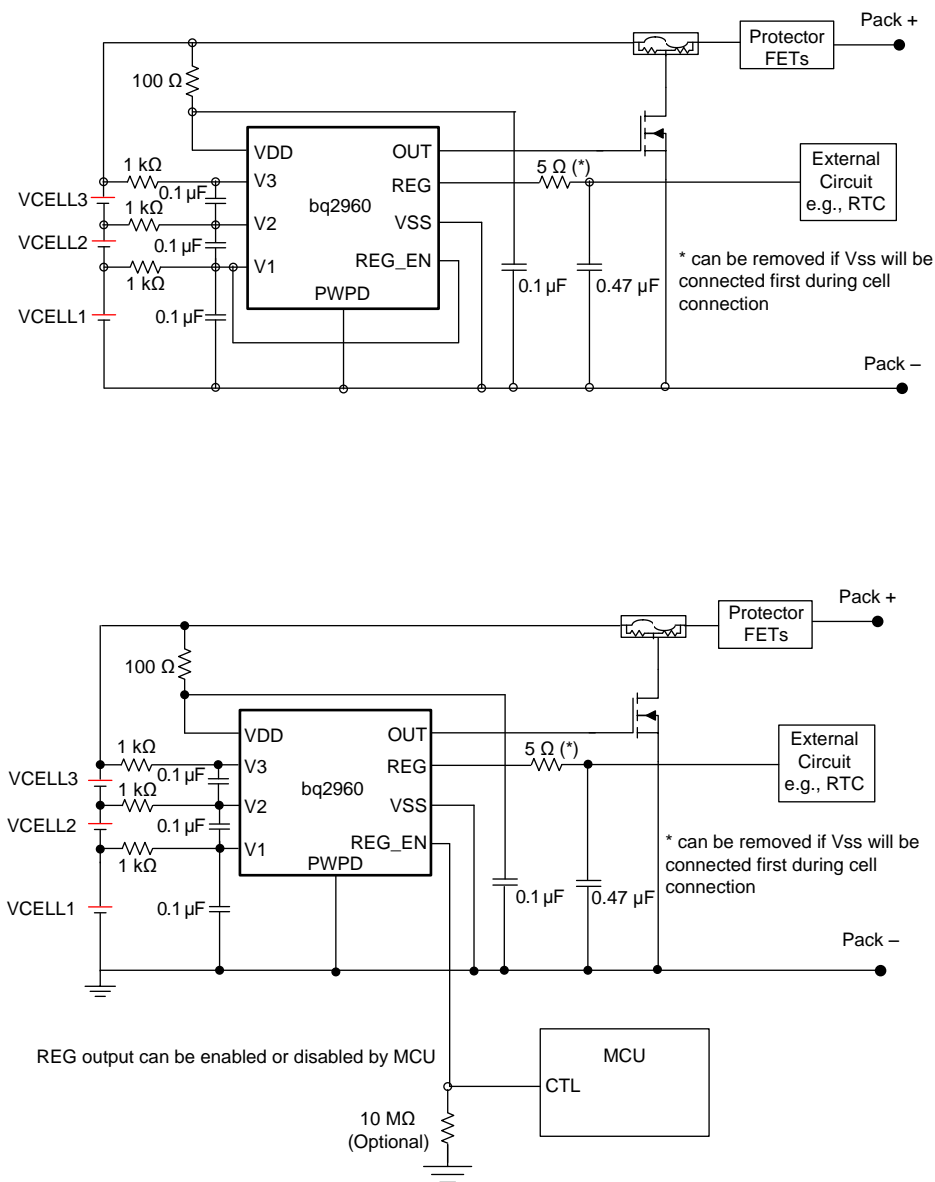 Pack +
Protector
FETs
100 Ω
VDD
OUT
1 kΩ
5 Ω (*)
External
Circuit
e.g., RTC
V3
REG
0.1 µF
VCELL3
1 kΩ
bq2960
V2
VSS
VCELL2
0.1 µF
V1
REG_EN
1 kΩ
* can be removed if Vss will be
connected first during cell
connection
PWPD
0.1 µF
0.47 µF
VCELL1
0.1 µF
Pack –
Pack +
Protector
FETs
100 Ω
VDD
OUT
1 kΩ
5 Ω (*)
External
Circuit
e.g., RTC
V3
REG
0.1 µF
VCELL3
1 kΩ
bq2960
V2
VSS
VCELL2
0.1 µF
V1
REG_EN
1 kΩ
* can be removed if Vss will be
connected first during cell
connection
PWPD
VCELL1
0.1 µF
0.1 µF
0.47 µF
Pack –
REG output can be enabled or disabled by MCU
MCU
CTL
10 MΩ
(Optional)